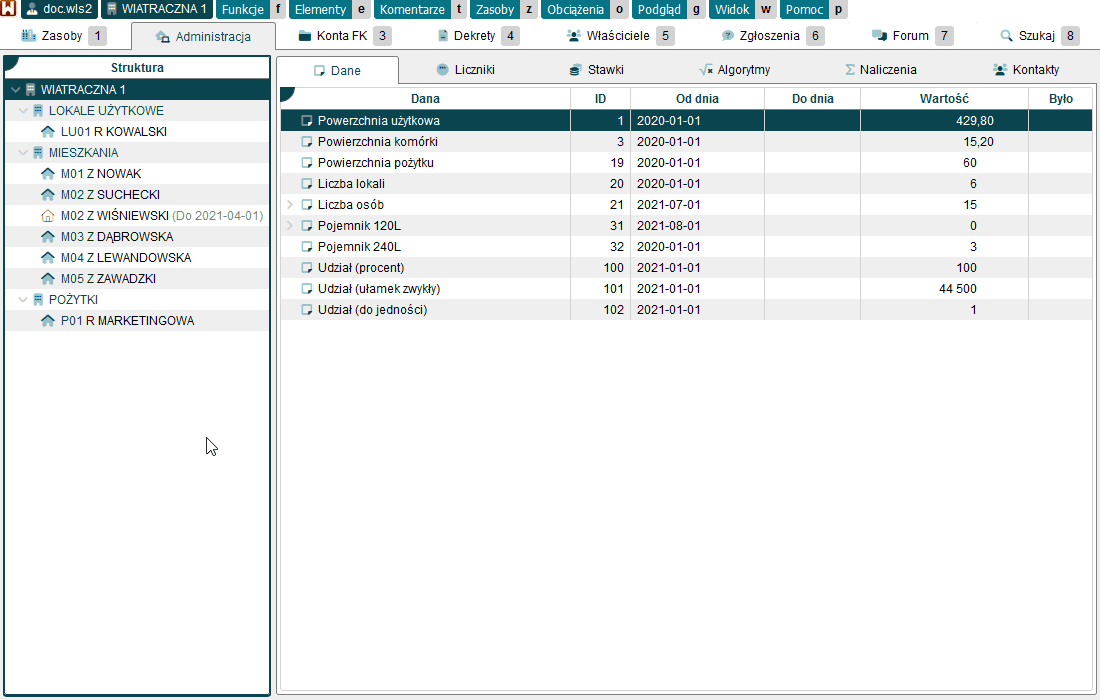 doc.wls2 WIATRACZNA 1 Funkcje f Elementy e Komentarze t Zasoby z Obciążenia o Podgląd g Widok w Pomoc p
Zasoby 1 Administracja Konta FK 3 Dekrety 4 Właściciele 5 Zgłoszenia 6 Forum 7 Szukaj 8
Struktura
WIATRACZNA 1
LOKALE UŻYTKOWE
LU01 R KOWALSKI
MIESZKANIA
M01 Z NOWAK
M02 Z SUCHECKI
M02 Z WIŚNIEWSKI (Do 2021-04-01)
M03 Z DĄBROWSKA
M04 Z LEWANDOWSKA
M05 Z ZAWADZKI
POŻYTKI
P01 R MARKETINGOWA
Dane Liczniki Stawki Algorytmy Naliczenia Kontakty
Dana ID Od dnia Do dnia Wartość Było
Powerzchnia użytkowa 1 2020-01-01 429,80
Powierzchnia komórki 3 2020-01-01 15,20
Powierzchnia pożytku 19 2020-01-01 60
Liczba lokali 20 2020-01-01 6
Liczba osób 21 2021-07-01 15
Pojemnik 120L 31 2021-08-01 0
Pojemnik 240L 32 2020-01-01 3
Udział (procent) 100 2021-01-01 100
Udział (ułamek zwykły) 101 2021-01-01 44 500
Udział (do jedności) 102 2021-01-01 1